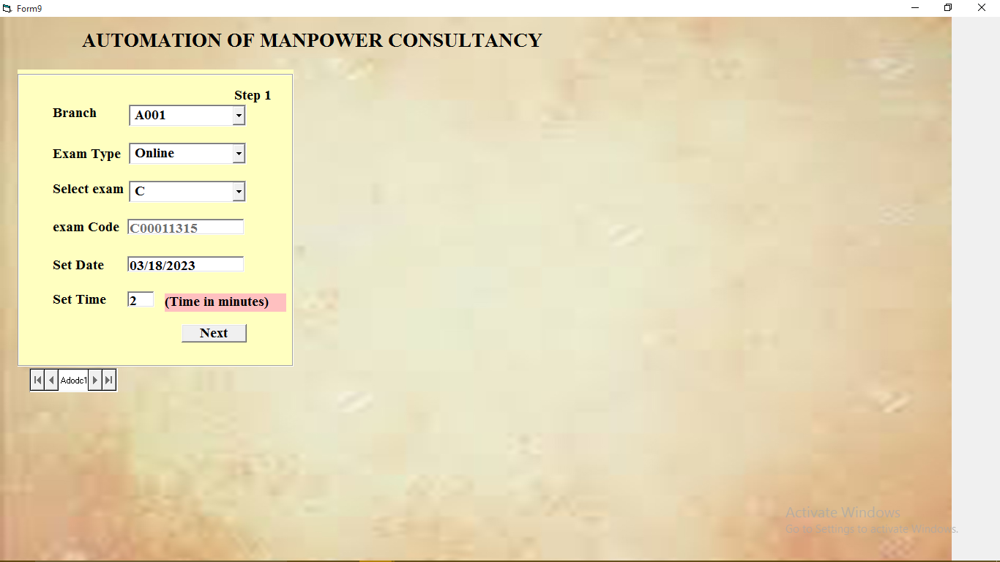 Form9
AUTOMATION OF MANPOWER CONSULTANCY
Step 1
Branch A001
Exam Type Online
Select exam C
exam Code C00011315
Set Date 03/18/2023
Set Time 2 (Time in minutes)
Next
Adodc1
Activate Windows
Go to Settings to activate Windows.